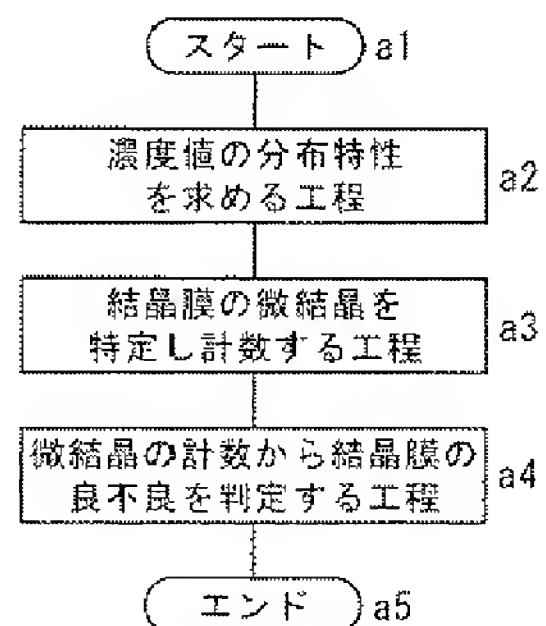 スタート a1
濃度値の分布特性
を求める工程
a2
結晶膜の微結晶を
特定し計数する工程
a3
微結晶の計数から結晶膜の
良不良を判定する工程
a4
エンド a5